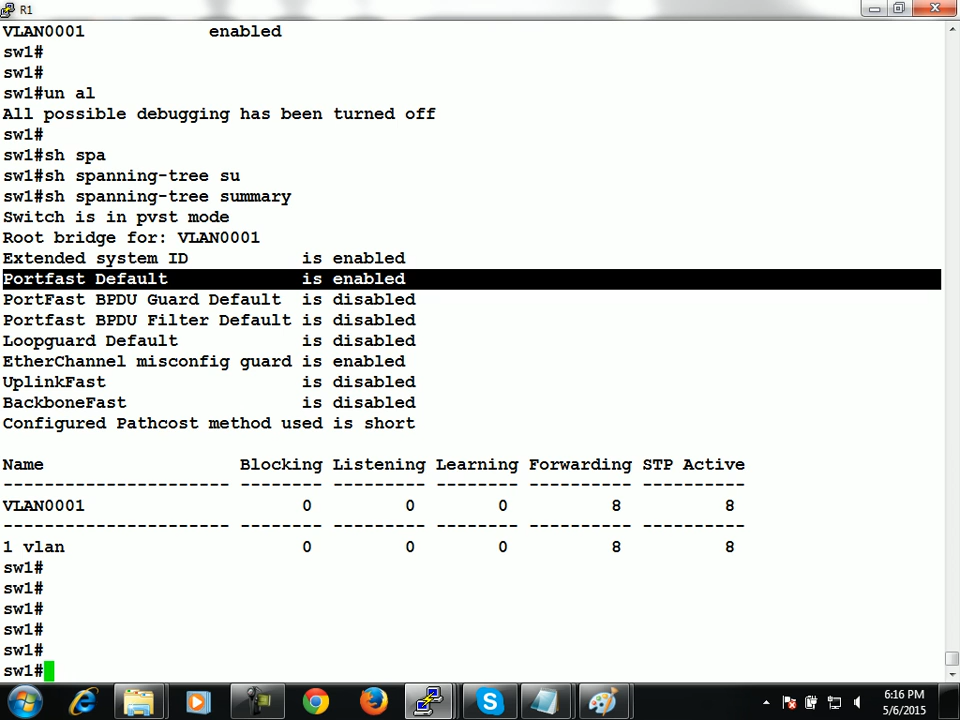 R1
VLAN0001 enabled
sw1#
sw1#
sw1#un al
All possible debugging has been turned off
sw1#
sw1#sh spa
sw1#sh spanning-tree su
sw1#sh spanning-tree summary
Switch is in pvst mode
Root bridge for: VLAN0001
Extended system ID is enabled
Portfast Default is enabled
PortFast BPDU Guard Default is disabled
Portfast BPDU Filter Default is disabled
Loopguard Default is disabled
EtherChannel misconfig guard is enabled
UplinkFast is disabled
BackboneFast is disabled
Configured Pathcost method used is short
Name Blocking Listening Learning Forwarding STP Active
---------------------- -------- --------- -------- ---------- ----------
VLAN0001 0 0 0 8 8
---------------------- -------- --------- -------- ---------- ----------
1 vlan 0 0 0 8 8
sw1#
sw1#
sw1#
sw1#
sw1#
sw1#
6:16 PM
5/6/2015